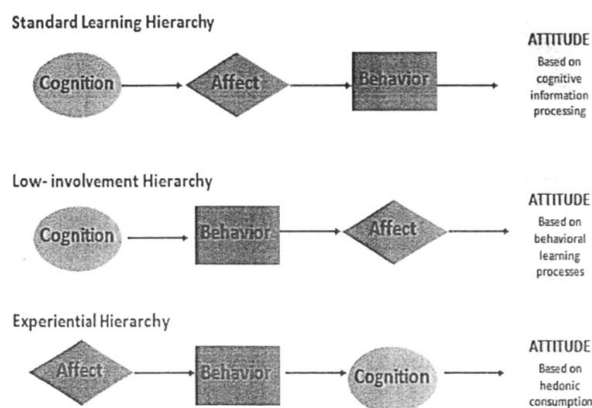 Standard Learning Hierarchy
Cognition
Affect
Behavior
ATTITUDE
Based on
cognitive
information
processing
Low- involvement Hierarchy
Cognition
Behavior
Affect
ATTITUDE
Based on
behavioral
learning
processes
Experiential Hierarchy
Affect
Behavior
Cognition
ATTITUDE
Based on
hedonic
consumption